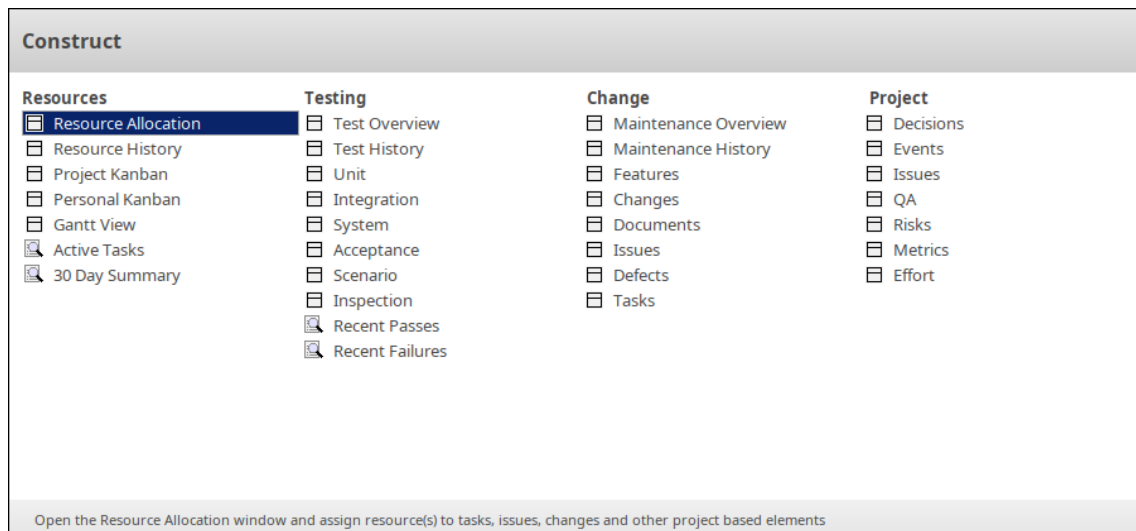 Construct
Resources
Resource Allocation
Resource History
Project Kanban
Personal Kanban
Gantt View
Active Tasks
30 Day Summary
Testing
Test Overview
Test History
Unit
Integration
System
Acceptance
Scenario
Inspection
Recent Passes
Recent Failures
Change
Maintenance Overview
Maintenance History
Features
Changes
Documents
Issues
Defects
Tasks
Project
Decisions
Events
Issues
QA
Risks
Metrics
Effort
Open the Resource Allocation window and assign resource(s) to tasks, issues, changes and other project based elements